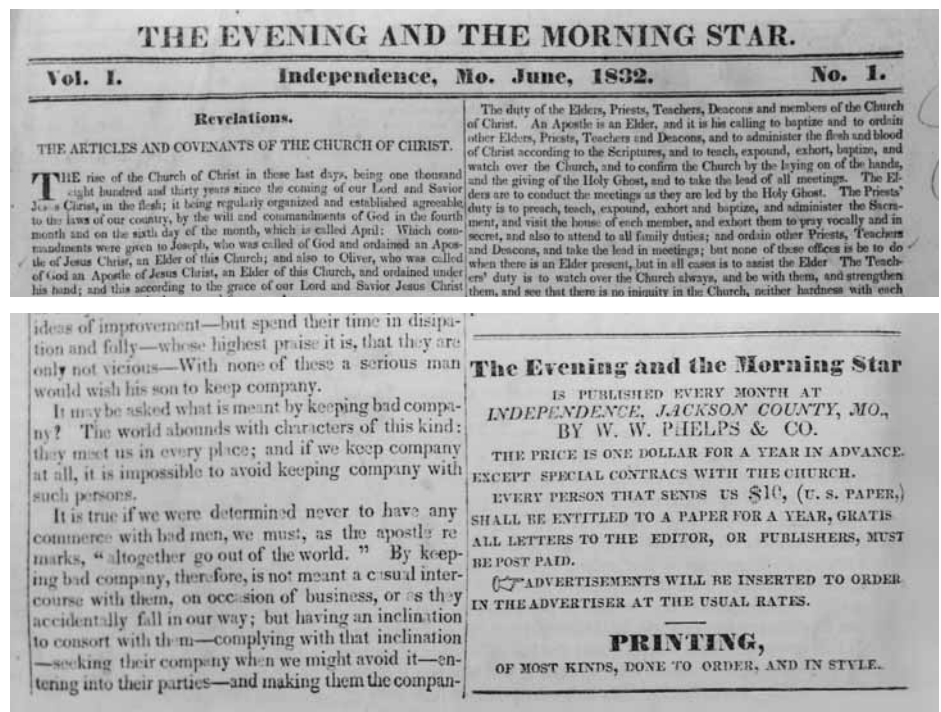 THE EVENING AND THE MORNING STAR.
Vol. I.
Independence, Mo. June, 1832.
No. 1.
Revelations.
THE ARTICLES AND COVENANTS OF THE CHURCH OF CHRIST.
THE rise of the Church of Christ in these last days, being one thousand
eight hundred and thirty years since the coming of our Lord and Savior
Jesus Christ, in the flesh; it being regularly organized and established agreeable
to the laws of our country, by the will and commandments of God in the fourth
month and on the sixth day of the month, which is called April: Which com-
mandments were given to Joseph, who was called of God and ordained an Apos-
tle of Jesus Christ, an Elder of this Church; and also to Oliver, who was called
of God an Apostle of Jesus Christ, an Elder of this Church, and ordained under
his hand; and this according to the grace of our Lord and Savior Jesus Christ
The duty of the Elders, Priests, Teachers, Deacons and members of the Church
of Christ. An Apostle is an Elder, and it is his calling to baptize and to ordain
other Elders, Priests, Teachers and Deacons, and to administer the flesh and blood
of Christ according to the Scriptures, and to teach, expound, exhort, baptize, and
watch over the Church, and to confirm the Church by the laying on of the hands,
and the giving of the Holy Ghost, and to take the lead of all meetings. The El-
ders are to conduct the meetings as they are led by the Holy Ghost. The Priests'
duty is to preach, teach, expound, exhort and baptize, and administer the Sacra-
ment, and visit the house of each member, and exhort them to pray vocally and in
secret, and also to attend to all family duties; and ordain other Priests, Teachers
and Deacons, and take the lead in meetings; but none of these offices is he to do
when there is an Elder present, but in all cases is to assist the Elder The Teach-
ers' duty is to watch over the Church always, and be with them, and strengthen
them, and see that there is no iniquity in the Church, neither hardness with each
ideas of improvement—but spend their time in disipa-
tion and folly—whose highest praise it is, that they are
only not vicious—With none of these a serious man
would wish his son to keep company.
It may be asked what is meant by keeping bad compa-
ny? The world abounds with characters of this kind:
they meet us in every place; and if we keep company
at all, it is impossible to avoid keeping company with
such persons.
It is true if we were determined never to have any
commerce with bad men, we must, as the apostle re
marks, "altogether go out of the world. " By keep-
ing bad company, therefore, is not meant a casual inter-
course with them, on occasion of business, or as they
accidentally fall in our way; but having an inclination
to consort with them—complying with that inclination
—seeking their company when we might avoid it—en-
tering into their parties—and making them the compan-
The Evening and the Morning Star
IS PUBLISHED EVERY MONTH AT
INDEPENDENCE, JACKSON COUNTY, MO.,
BY W. W. PHELPS & CO.
THE PRICE IS ONE DOLLAR FOR A YEAR IN ADVANCE.
EXCEPT SPECIAL CONTRACS WITH THE CHURCH.
EVERY PERSON THAT SENDS US $10, (U. S. PAPER,)
SHALL BE ENTITLED TO A PAPER FOR A YEAR, GRATIS
ALL LETTERS TO THE EDITOR, OR PUBLISHERS, MUST
BE POST PAID.
☞ADVERTISEMENTS WILL BE INSERTED TO ORDER
IN THE ADVERTISER AT THE USUAL RATES.
PRINTING,
OF MOST KINDS, DONE TO ORDER, AND IN STYLE.